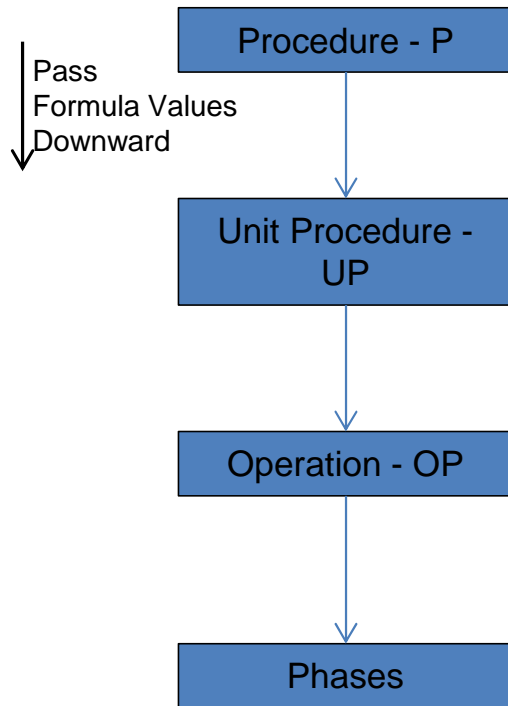 Procedure - P
Pass
Formula Values
Downward
Unit Procedure -
UP
Operation - OP
Phases